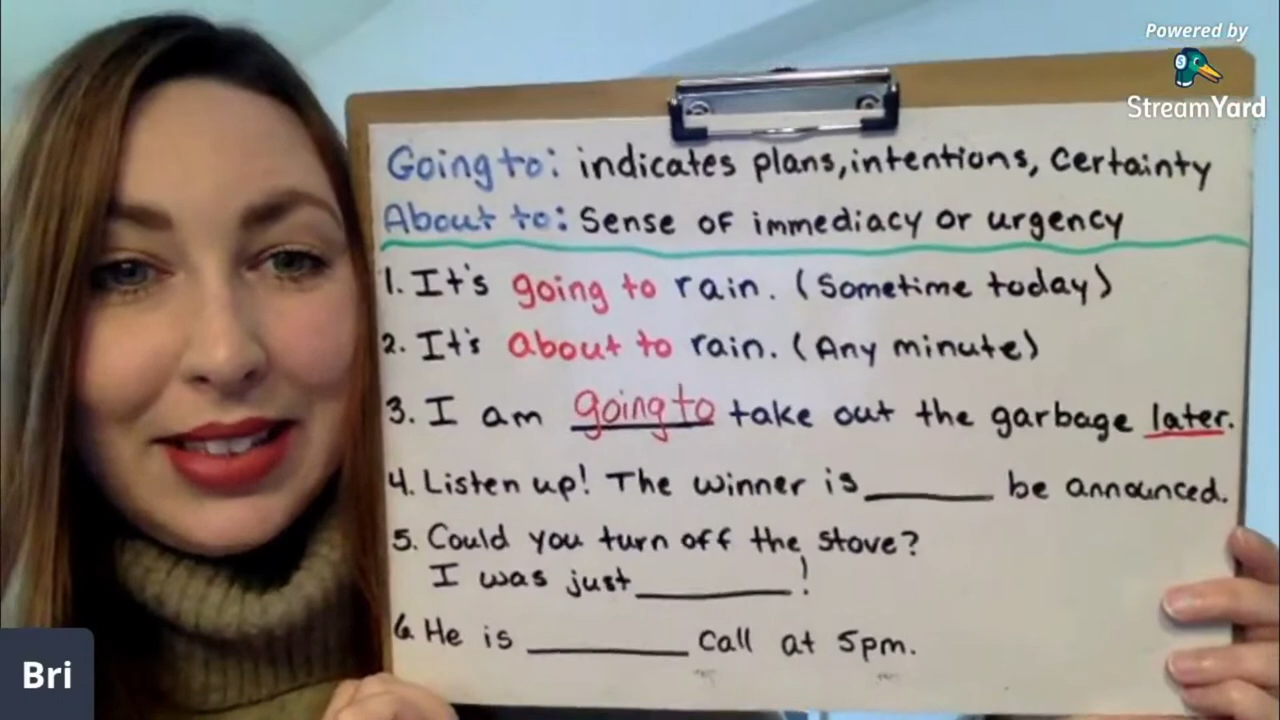 Powered by
StreamYard
Going to: indicates plans, intentions, certainty
About to: Sense of immediacy or urgency
1. It's going to rain. (Sometime today)
2. It's about to rain. (Any minute)
3. I am going to take out the garbage later.
4. Listen up! The winner is ______ be announced.
5. Could you turn off the stove?
I was just ________!
6. He is ________ call at 5pm.
Bri